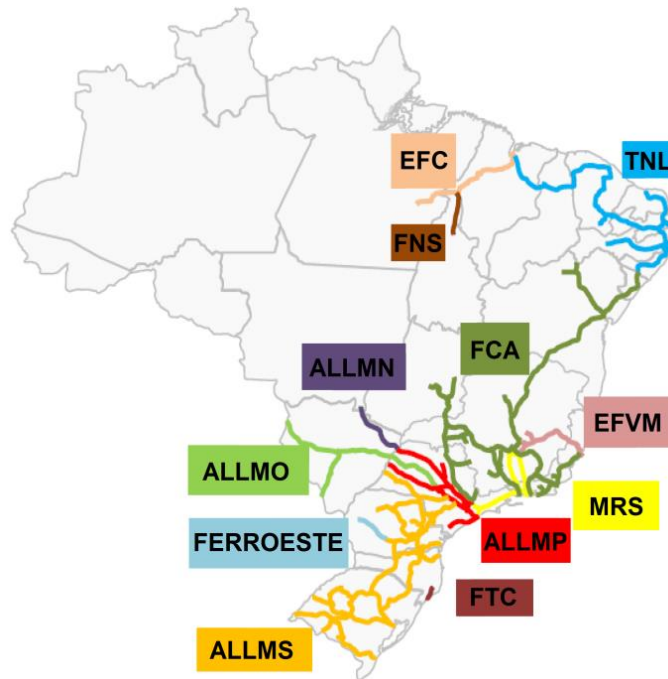 EFC
TNL
FNS
ALLMN
FCA
EFVM
ALLMO
MRS
FERROESTE
ALLMP
FTC
ALLMS